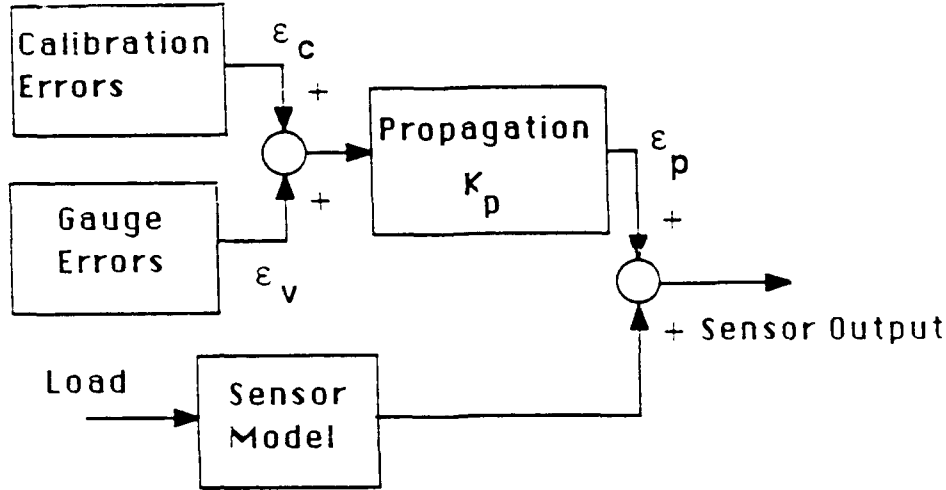 Calibration
Errors
ε c
+
Propagation
K p
ε p
+
Gauge
Errors
ε v
+
+ Sensor Output
Load
Sensor
Model